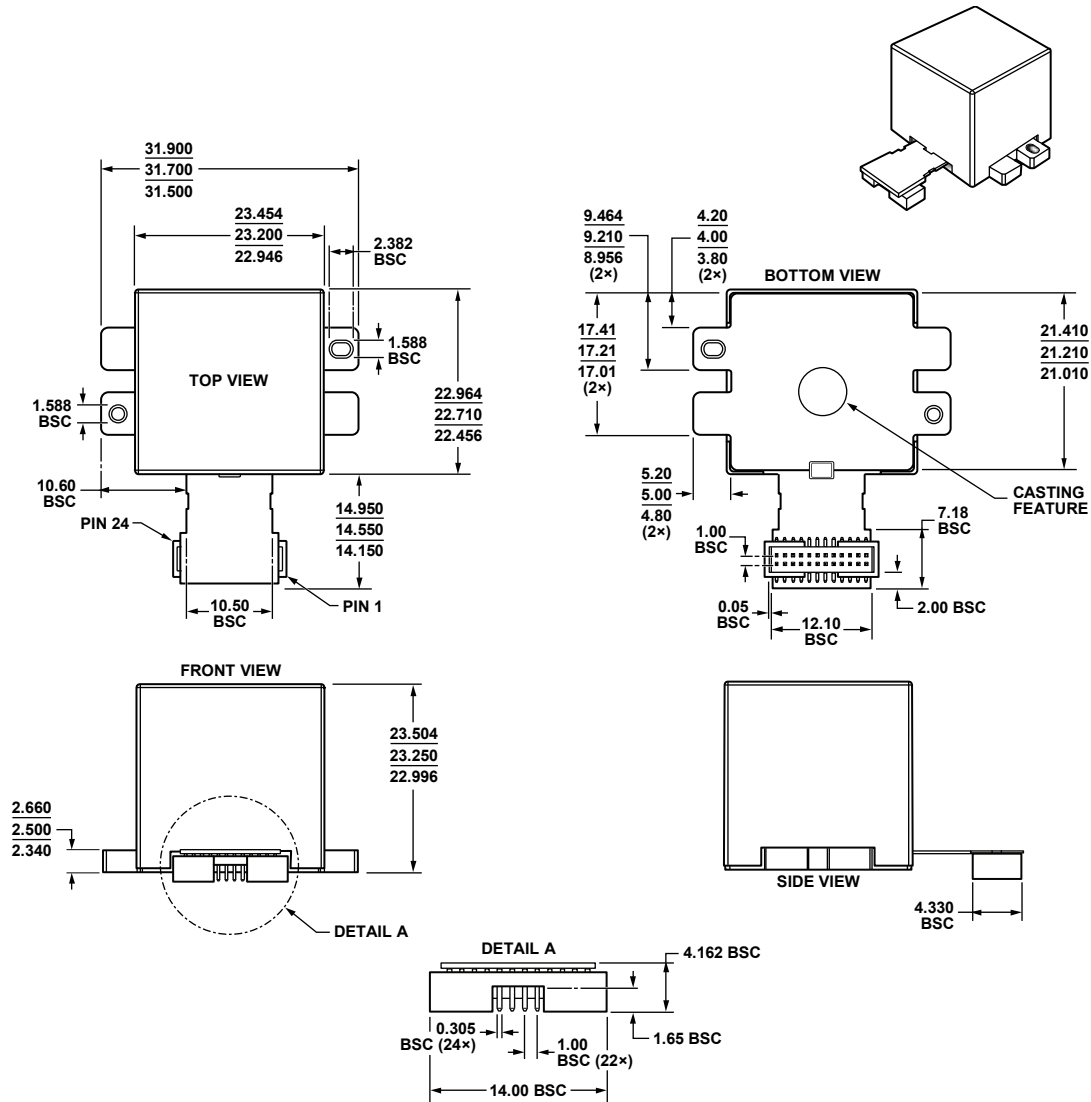 31.900
31.700
31.500
23.454
23.200
22.946
2.382
BSC
1.588
BSC
TOP VIEW
1.588
BSC
22.964
22.710
22.456
10.60
BSC
PIN 24
14.950
14.550
14.150
10.50
BSC
PIN 1
9.464
9.210
8.956
(2×)
4.20
4.00
3.80
(2×)
BOTTOM VIEW
17.41
17.21
17.01
(2×)
21.410
21.210
21.010
5.20
5.00
4.80
(2×)
CASTING
FEATURE
1.00
BSC
7.18
BSC
0.05
BSC
12.10
BSC
2.00 BSC
FRONT VIEW
23.504
23.250
22.996
2.660
2.500
2.340
DETAIL A
SIDE VIEW
4.330
BSC
DETAIL A
4.162 BSC
0.305
BSC (24×)
1.00
BSC (22×)
1.65 BSC
14.00 BSC